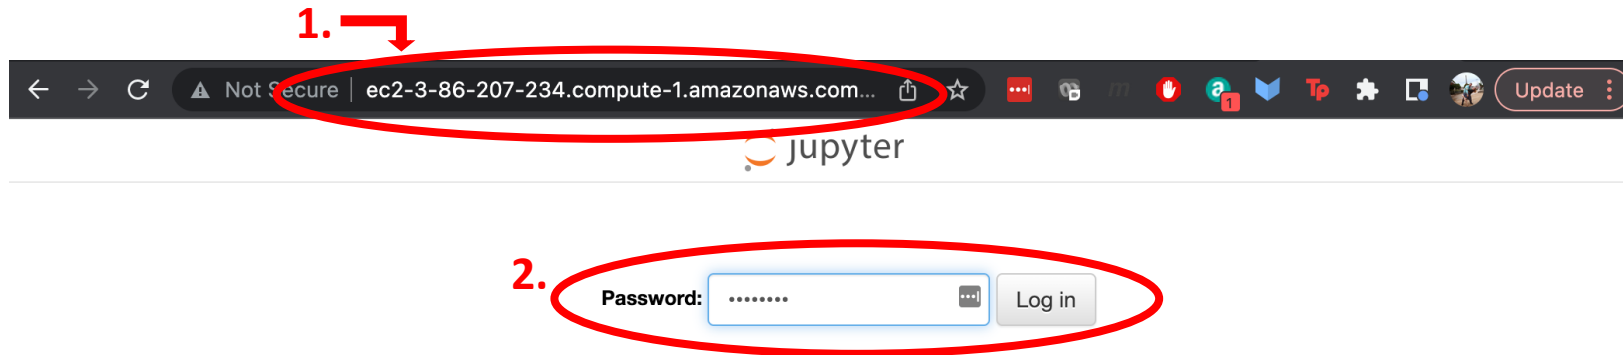 1.
Not Secure ec2-3-86-207-234.compute-1.amazonaws.com... Update
jupyter
2.
Password: ········ Log in